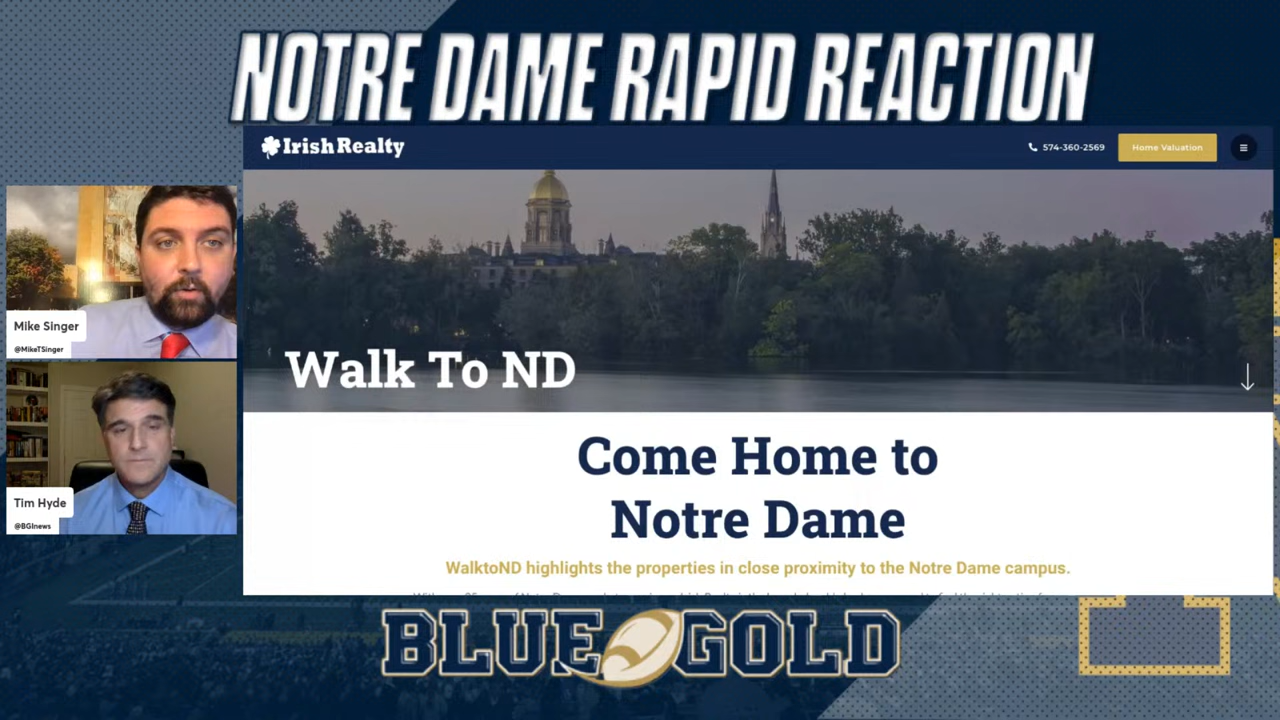 NOTRE DAME RAPID REACTION
Irish Realty
574-360-2569
Home Valuation
Mike Singer
@MikeTSinger
Walk To ND
Tim Hyde
@BGInews
Come Home to
Notre Dame
WalktoND highlights the properties in close proximity to the Notre Dame campus.
BLUE GOLD